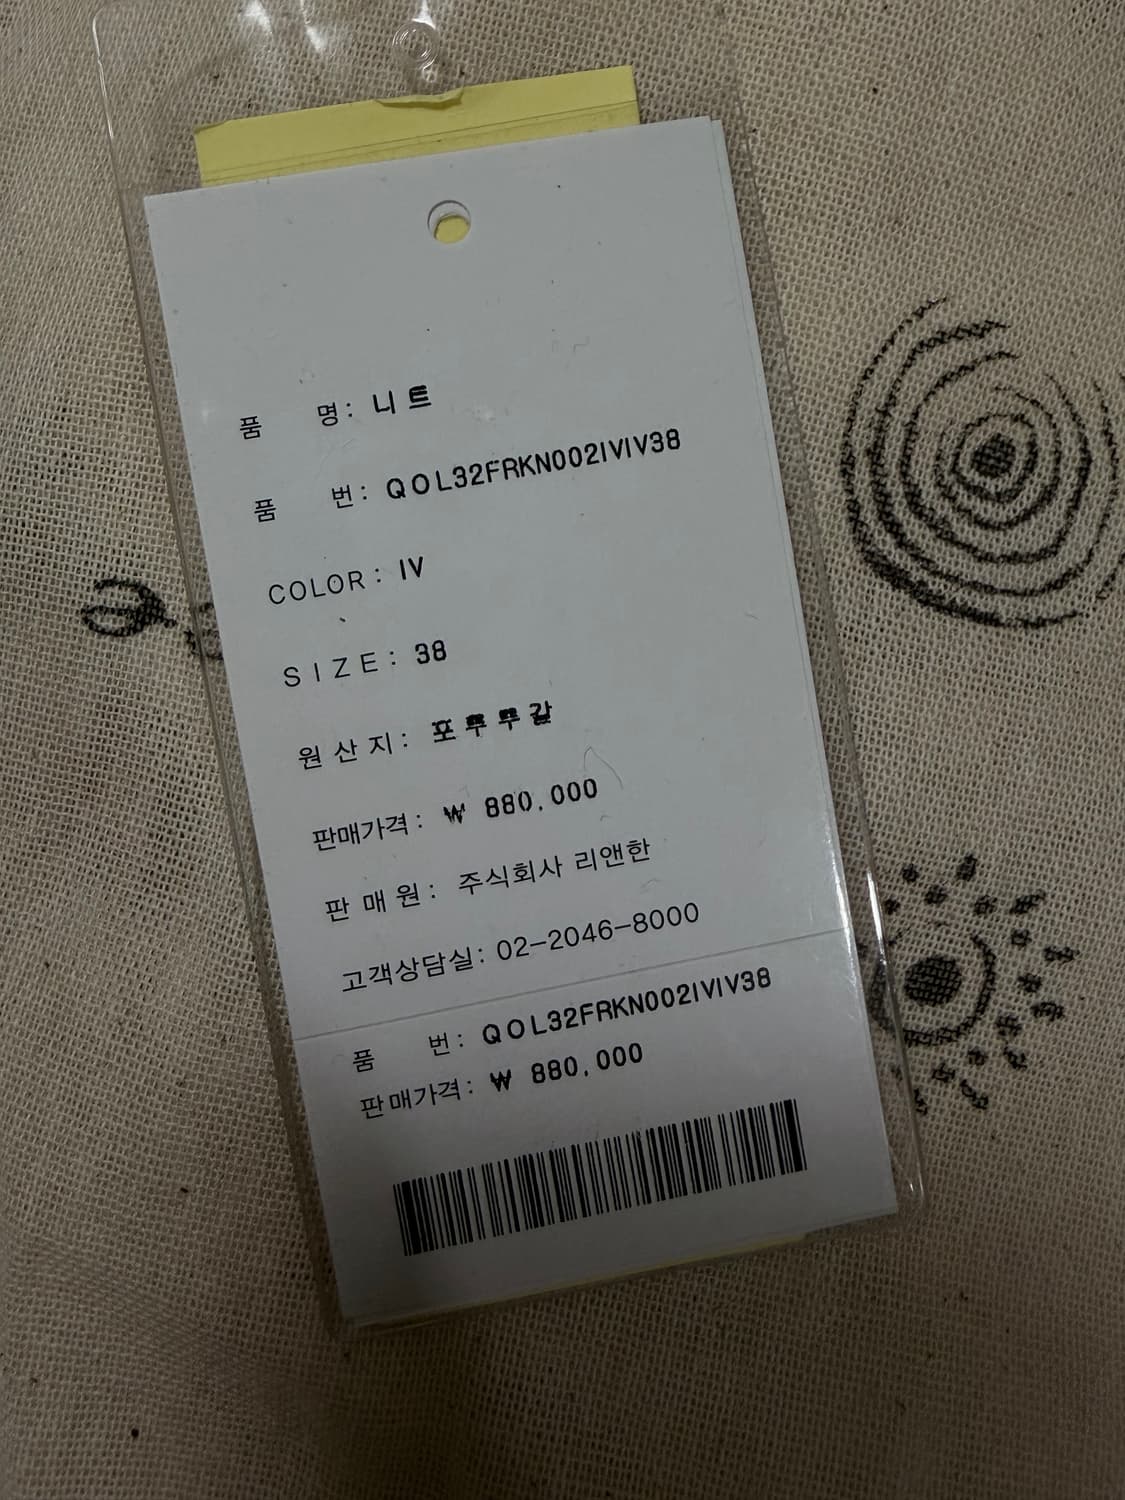 품 명: 니트
품 번: QOL32FRKN002IVIV38
COLOR: IV
SIZE: 38
원산지: 포루투갈
판매가격: ₩ 880,000
판매원: 주식회사 리앤한
고객상담실: 02-2046-8000
품 번: QOL32FRKN002IVIV38
판매가격: ₩ 880,000